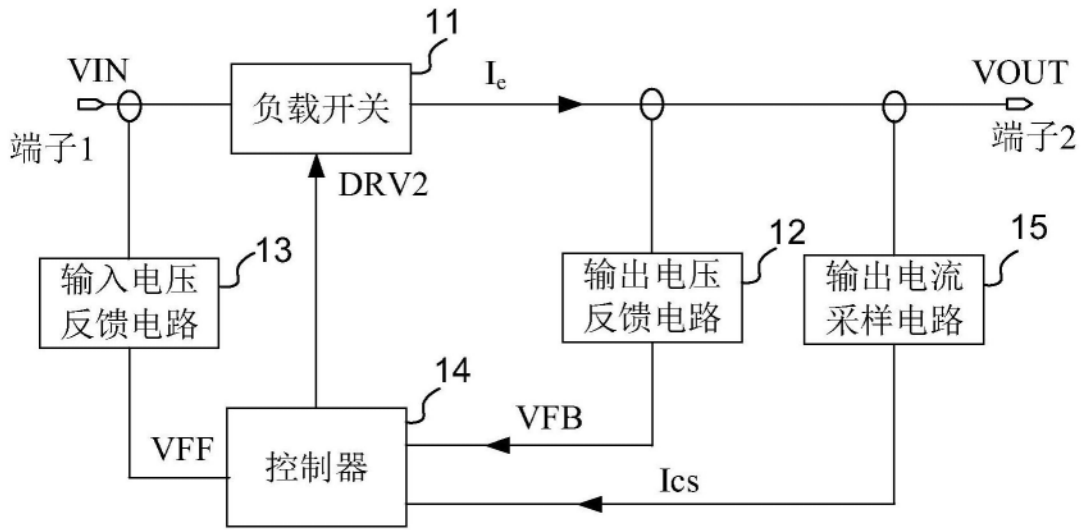 11
VIN
I_e
VOUT
负载开关
端子1
端子2
DRV2
13
12
15
输入电压
反馈电路
输出电压
反馈电路
输出电流
采样电路
14
VFB
VFF
控制器
Ics